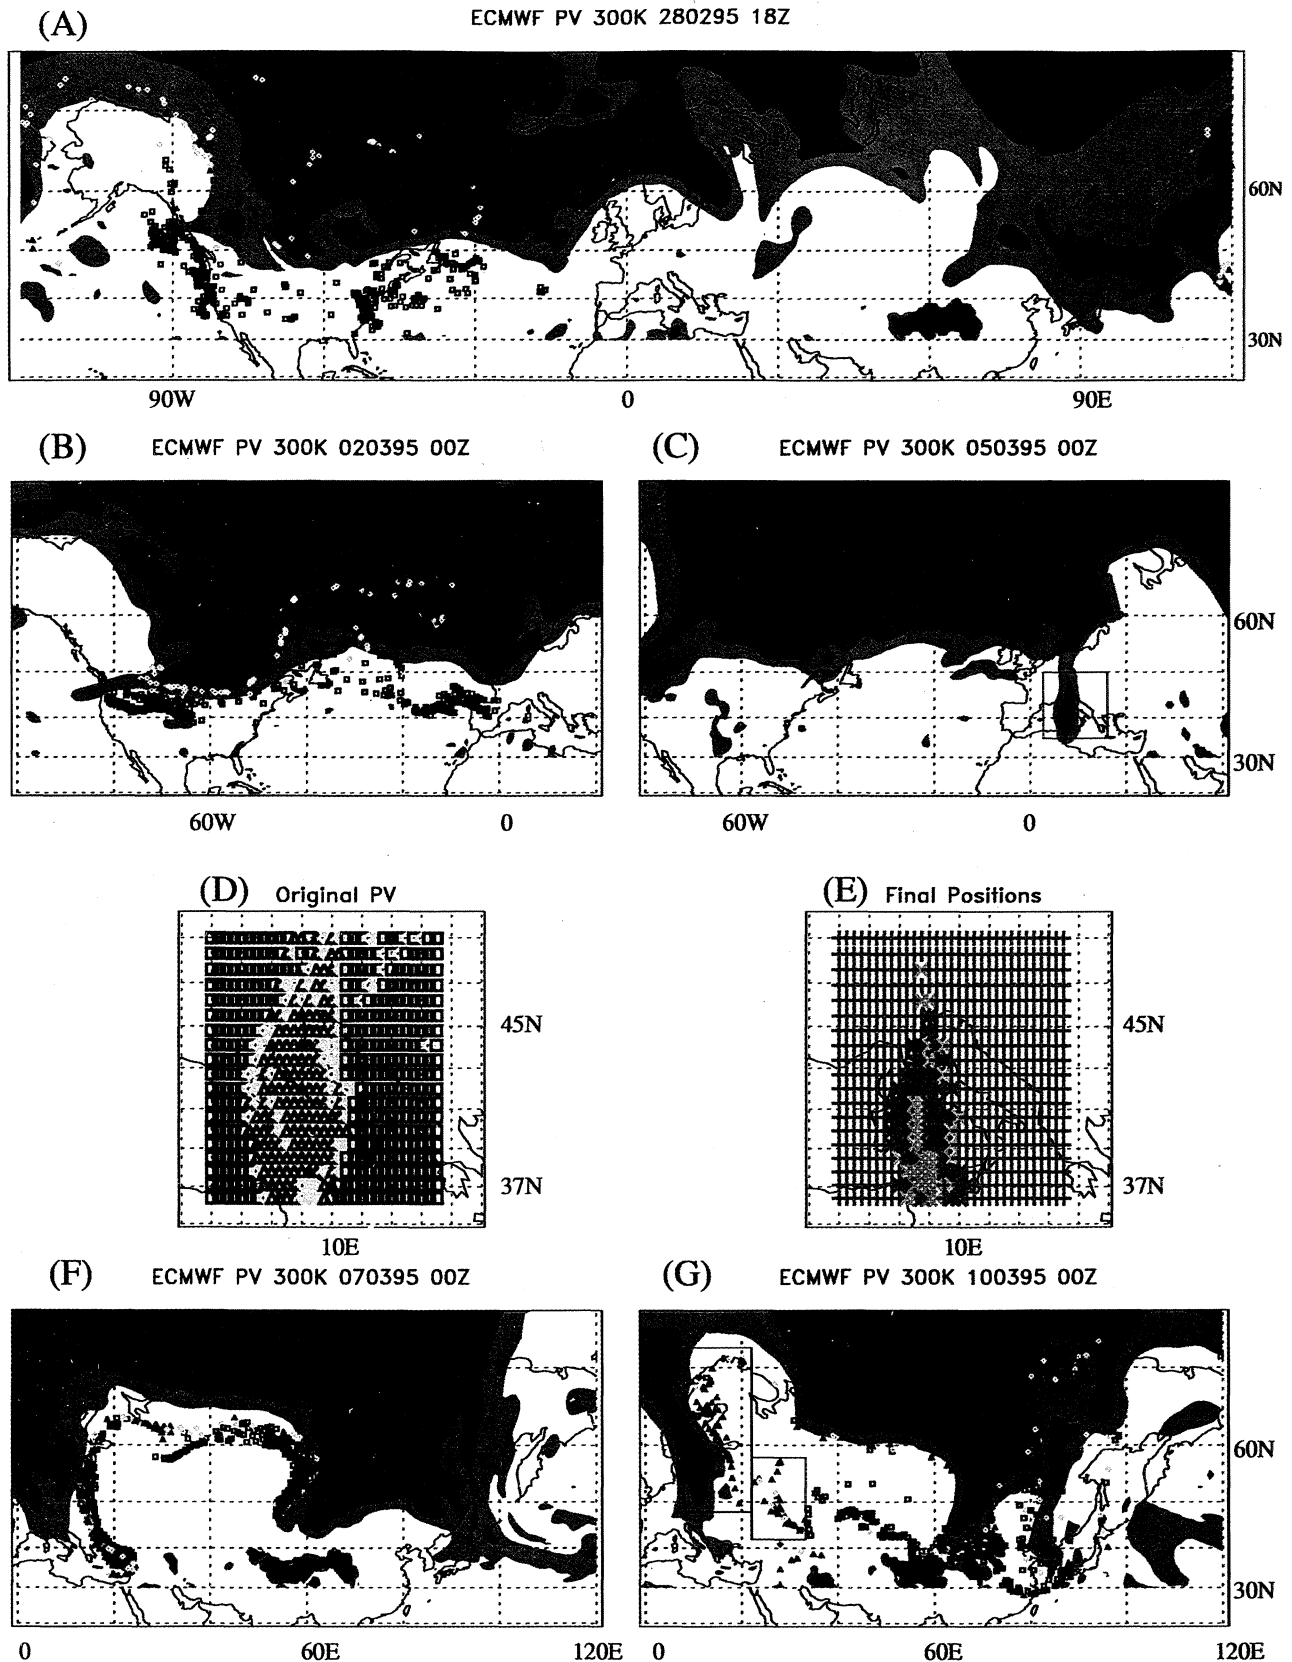 (A) ECMWF PV 300K 280295 18Z
60N
30N
90W 0 90E
(B) ECMWF PV 300K 020395 00Z (C) ECMWF PV 300K 050395 00Z
60N
30N
60W 0 60W 0
(D) Original PV (E) Final Positions
45N 45N
37N 37N
10E 10E
(F) ECMWF PV 300K 070395 00Z (G) ECMWF PV 300K 100395 00Z
60N
30N
0 60E 120E 0 60E 120E